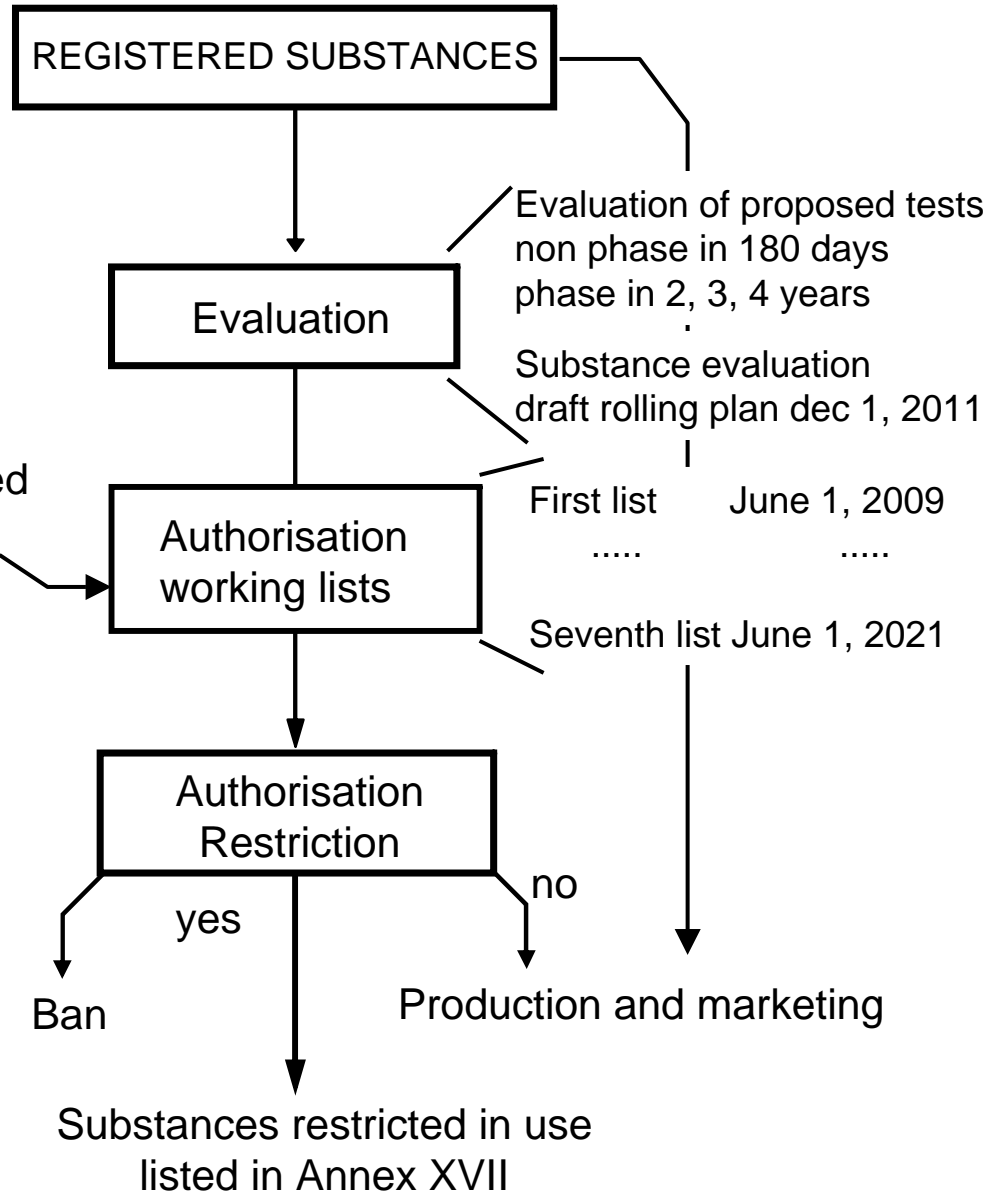 REGISTERED SUBSTANCES
Evaluation of proposed tests
non phase in 180 days
phase in 2, 3, 4 years
Evaluation
Substance evaluation
draft rolling plan dec 1, 2011
First list June 1, 2009
..... .....
Seventh list June 1, 2021
ed
Authorisation
working lists
Authorisation
Restriction
yes
no
Ban
Production and marketing
Substances restricted in use
listed in Annex XVII